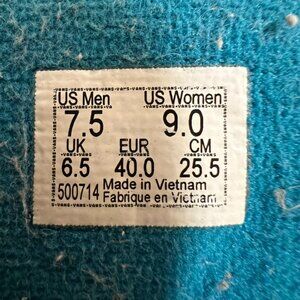 US Men US Women
7.5 9.0
UK EUR CM
6.5 40.0 25.5
500714 Made in Vietnam
Fabriqué en Vietnam